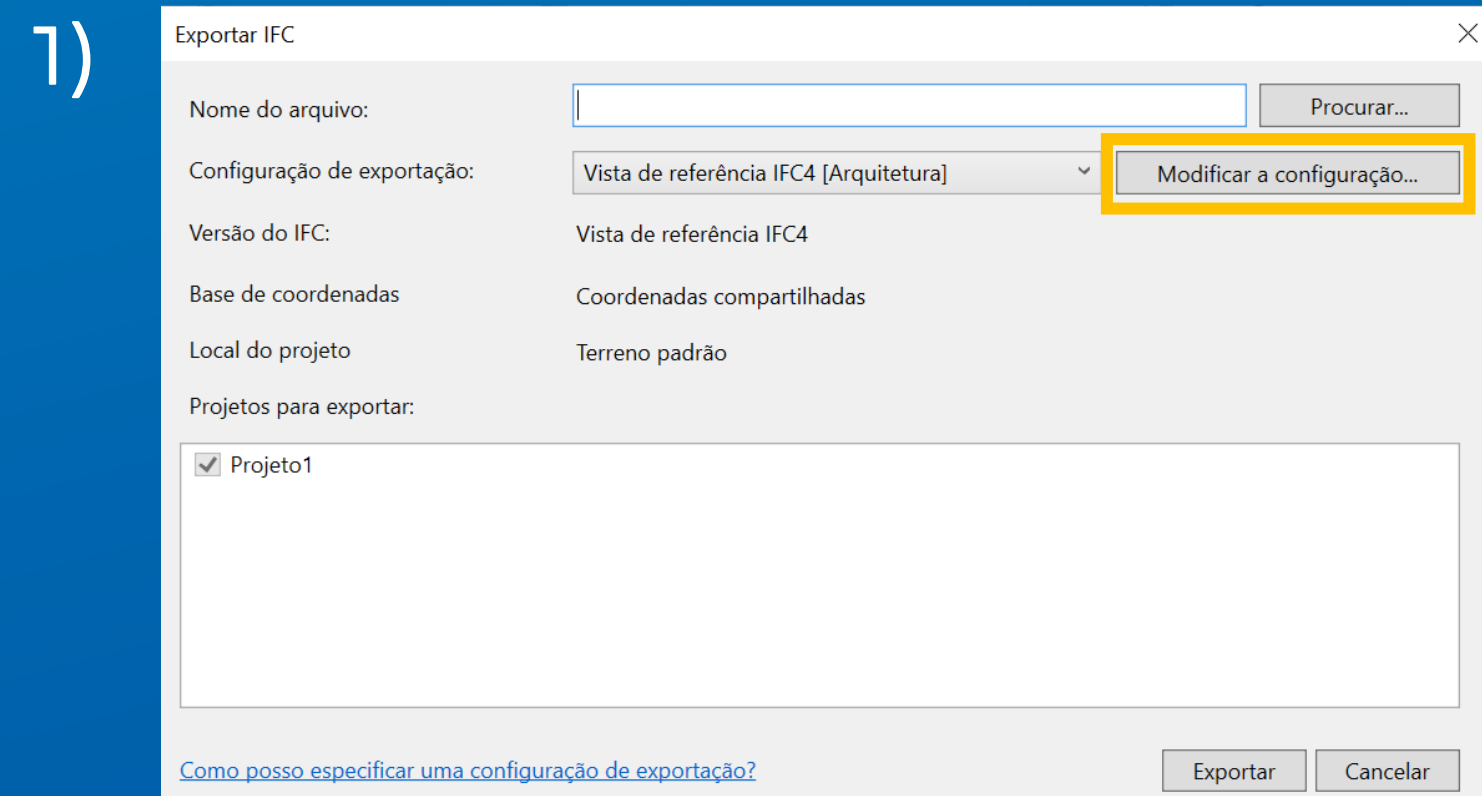 1)
Exportar IFC
Nome do arquivo:
Procurar...
Configuração de exportação:
Vista de referência IFC4 [Arquitetura]
Modificar a configuração...
Versão do IFC:
Vista de referência IFC4
Base de coordenadas
Coordenadas compartilhadas
Local do projeto
Terreno padrão
Projetos para exportar:
Projeto1
Como posso especificar uma configuração de exportação?
Exportar
Cancelar